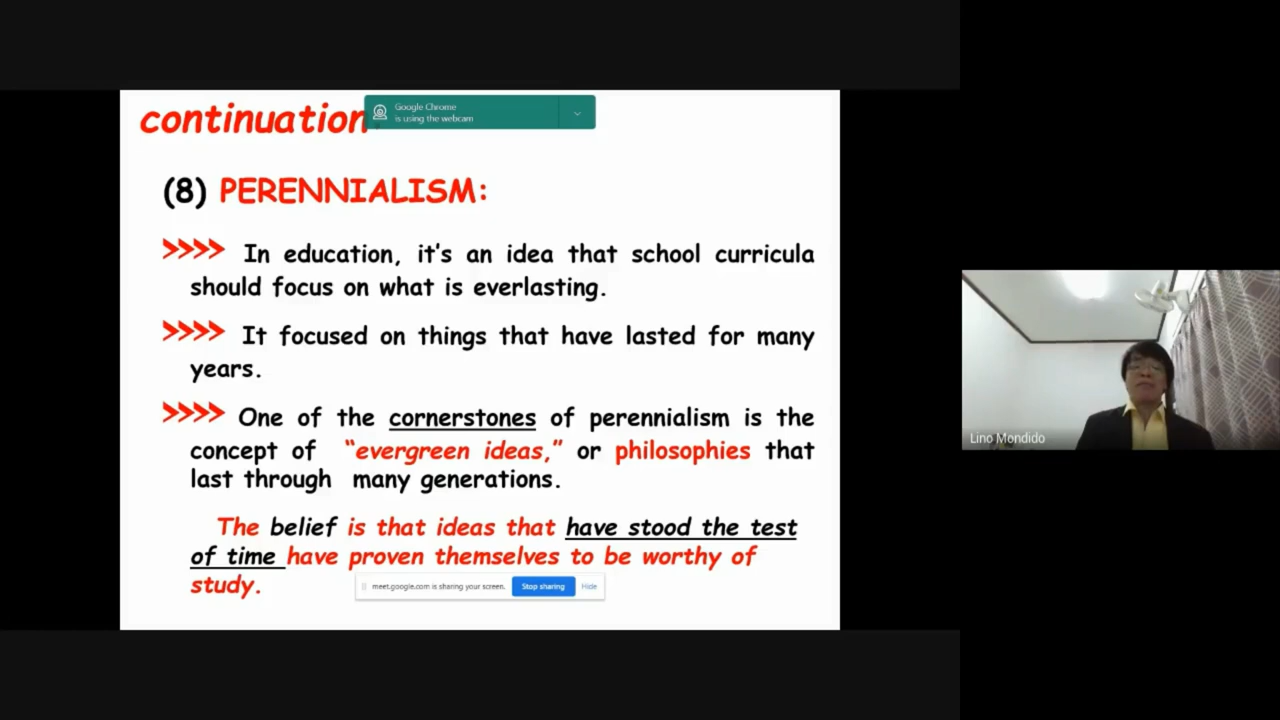 continuation
Google Chrome
is using the webcam
(8) PERENNIALISM:
>>>> In education, it's an idea that school curricula
should focus on what is everlasting.
>>>> It focused on things that have lasted for many
years.
>>>> One of the cornerstones of perennialism is the
concept of "evergreen ideas," or philosophies that
last through many generations.
The belief is that ideas that have stood the test
of time have proven themselves to be worthy of
study.
meet.google.com is sharing your screen. Stop sharing Hide
Lino Mondido